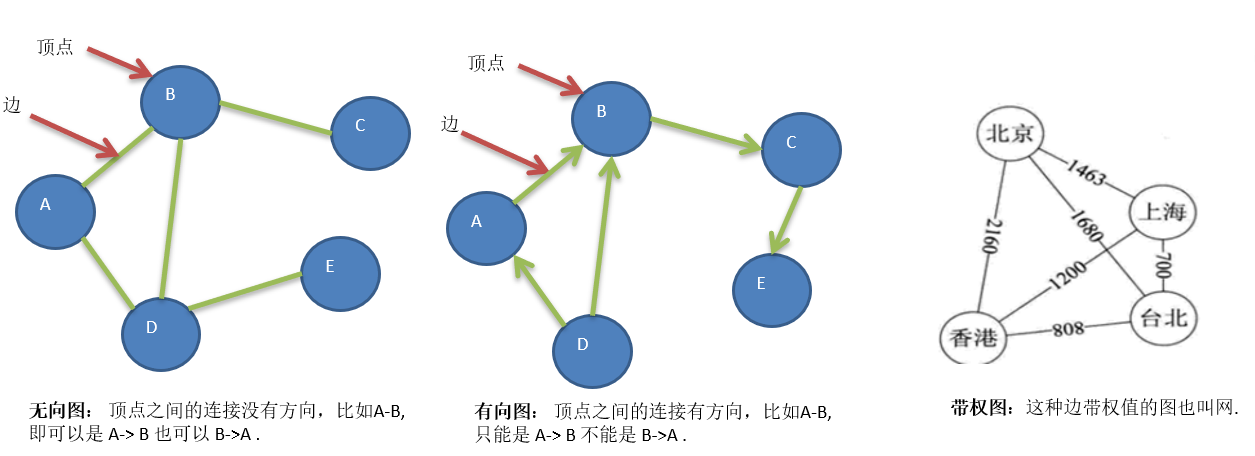 顶点
边
B
C
A
E
D
无向图： 顶点之间的连接没有方向，比如A-B,
即可以是 A-> B 也可以 B->A .
顶点
边
B
C
A
E
D
有向图： 顶点之间的连接有方向，比如A-B,
只能是 A-> B 不能是 B->A .
北京
1463
上海
2160
1680
1200
700
台北
香港
808
带权图：这种边带权值的图也叫网.